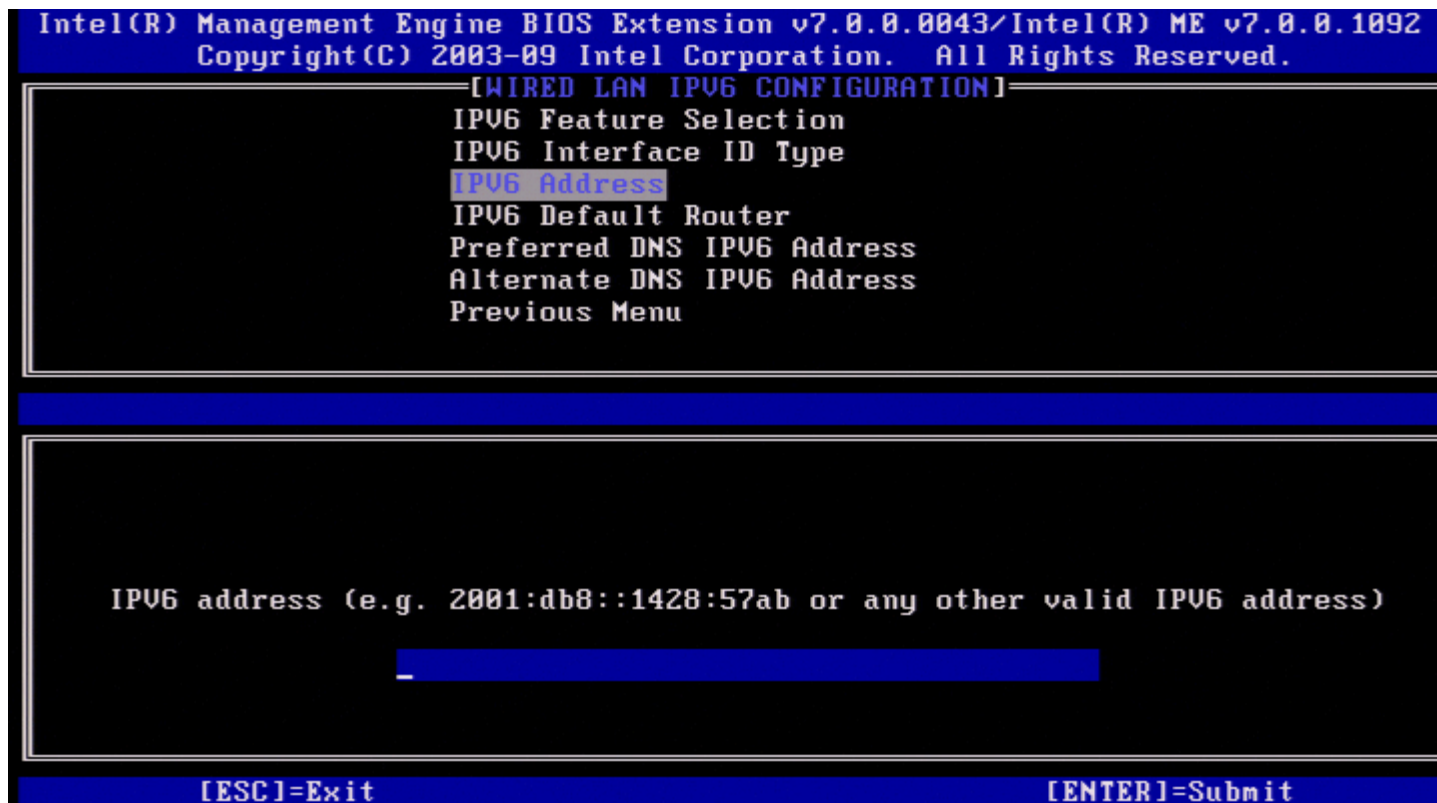 Intel(R) Management Engine BIOS Extension v7.0.0.0043/Intel(R) ME v7.0.0.1092
Copyright(C) 2003-09 Intel Corporation. All Rights Reserved.
[WIRED LAN IPV6 CONFIGURATION]
IPV6 Feature Selection
IPV6 Interface ID Type
IPV6 Address
IPV6 Default Router
Preferred DNS IPV6 Address
Alternate DNS IPV6 Address
Previous Menu
IPV6 address (e.g. 2001:db8::1428:57ab or any other valid IPV6 address)
[ESC]=Exit [ENTER]=Submit